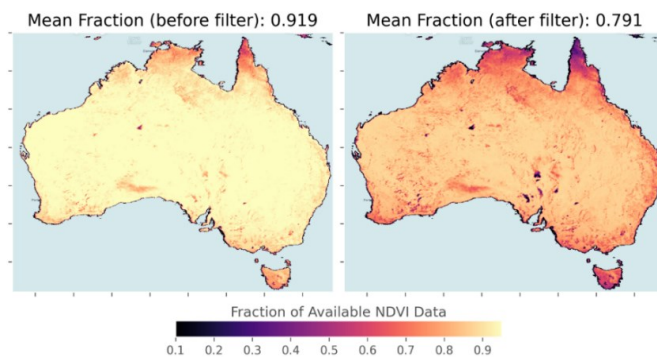 Mean Fraction (before filter): 0.919
Mean Fraction (after filter): 0.791
Fraction of Available NDVI Data
0.1 0.2 0.3 0.4 0.5 0.6 0.7 0.8 0.9